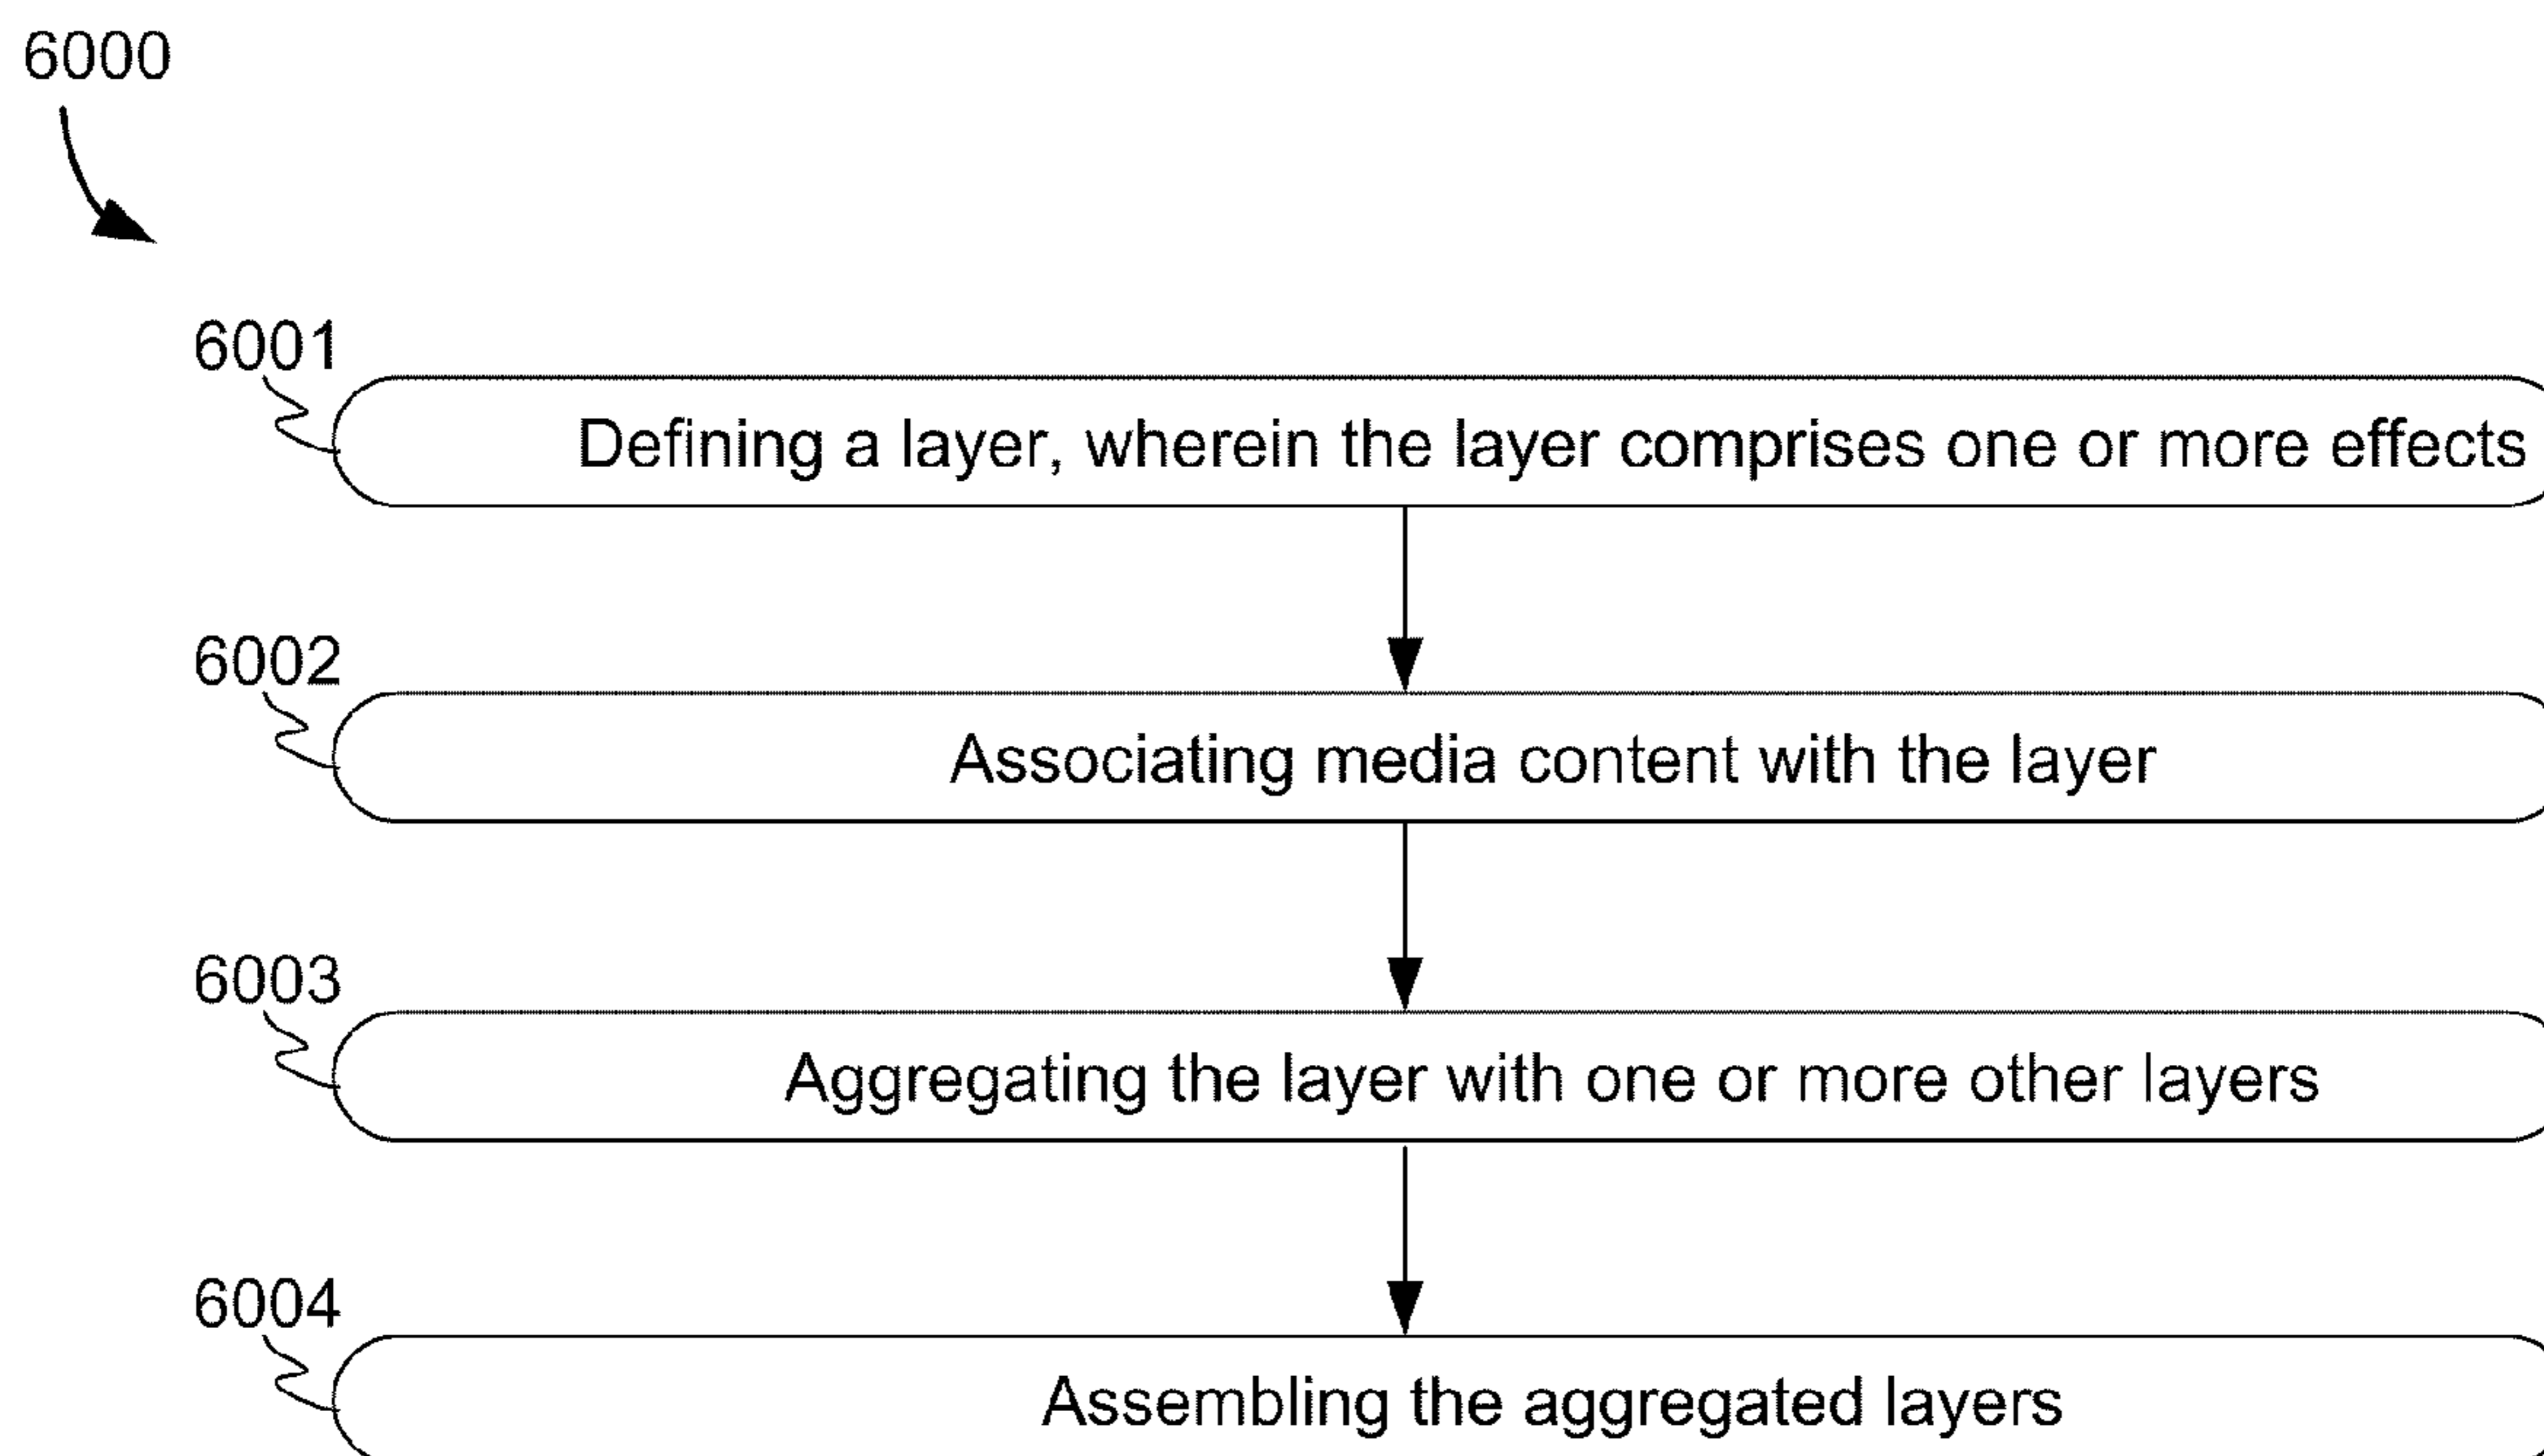 6000
6001
Defining a layer, wherein the layer comprises one or more effects
6002
Associating media content with the layer
6003
Aggregating the layer with one or more other layers
6004
Assembling the aggregated layers